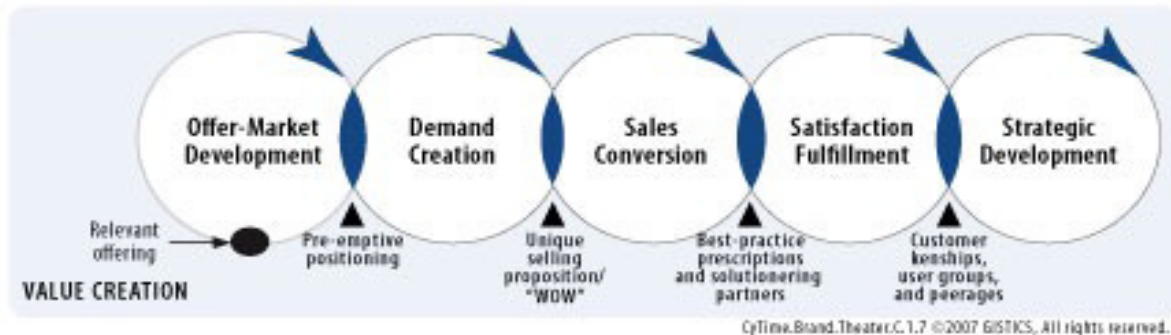 Offer-Market
Development
Demand
Creation
Sales
Conversion
Satisfaction
Fulfillment
Strategic
Development
Relevant
offering
Pre-emptive
positioning
Unique
selling
proposition/
"WOW"
Best-practice
prescriptions
and solutioneering
partners
Customer
kenships,
user groups,
and peerages
VALUE CREATION
CyTime.Brand.Theater.C.1.7 ©2007 GISTICS, All rights reserved.